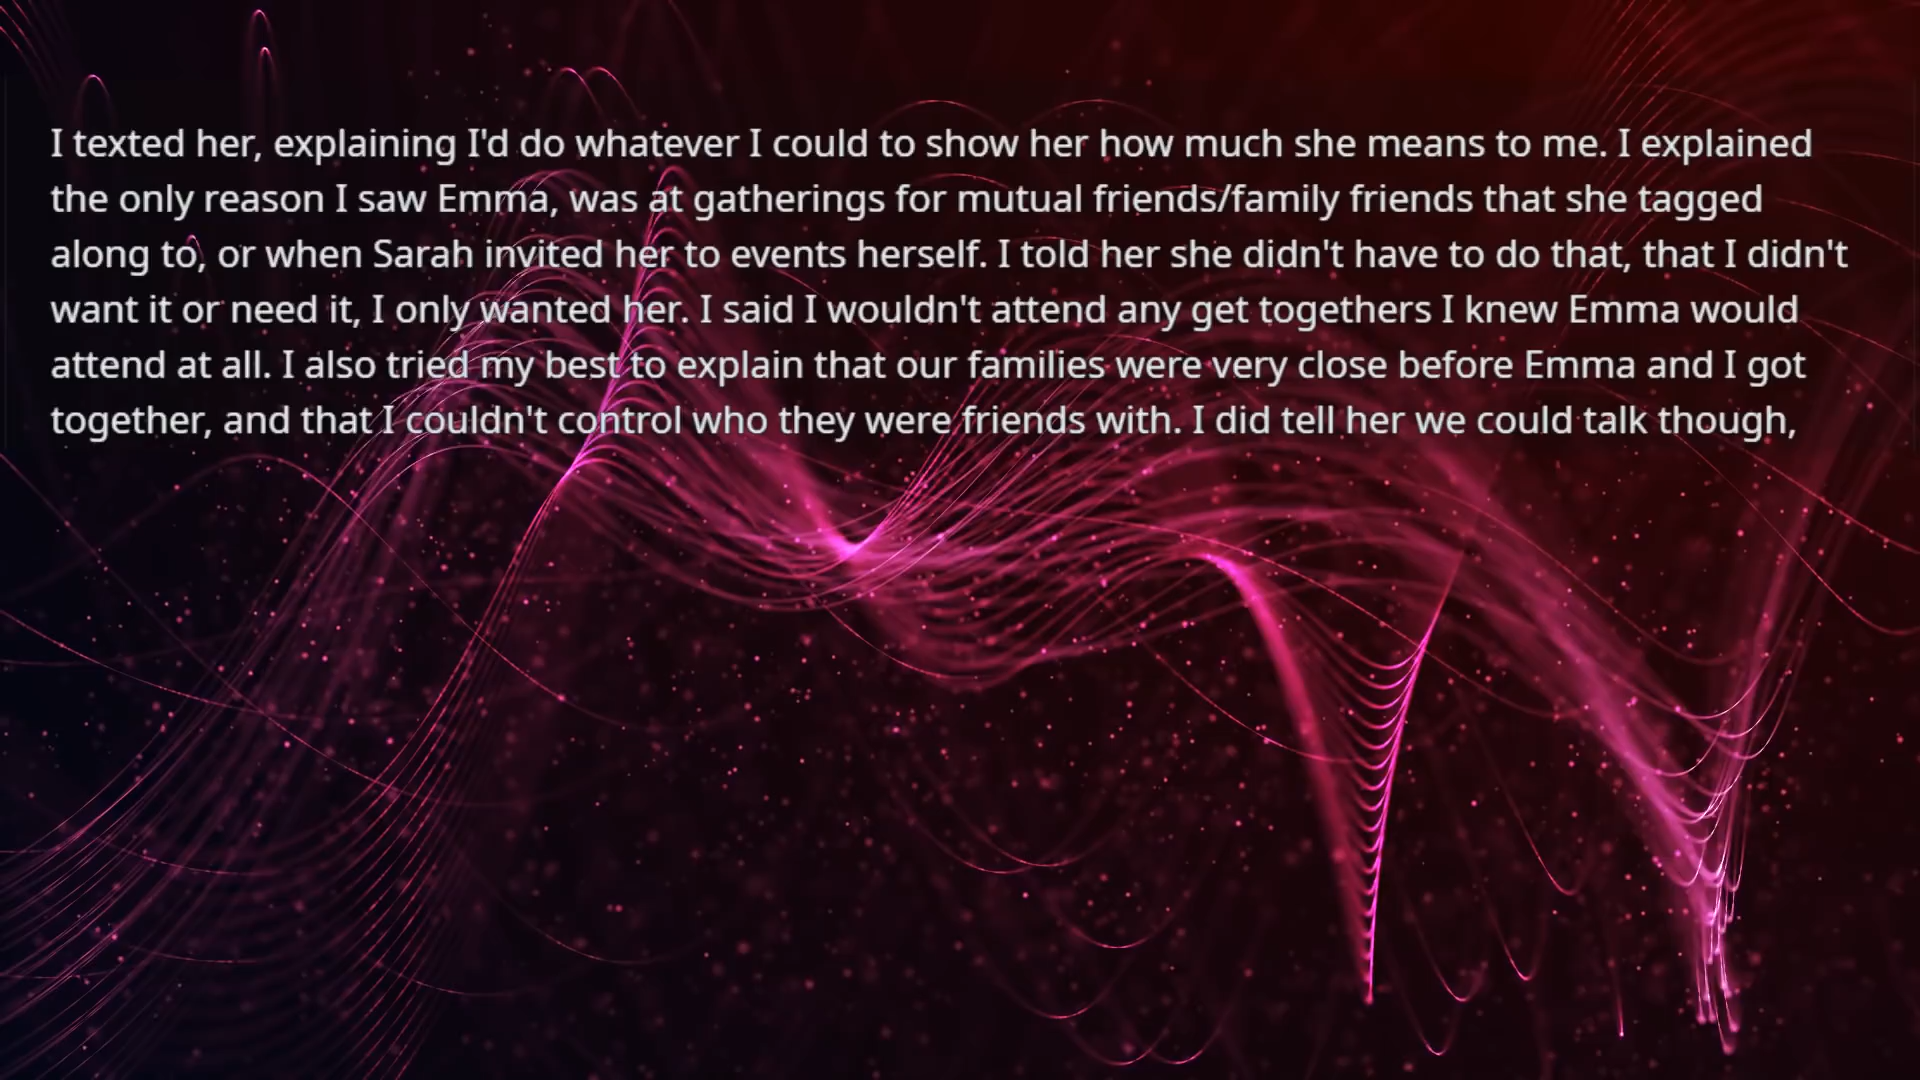 I texted her, explaining I'd do whatever I could to show her how much she means to me. I explained
the only reason I saw Emma, was at gatherings for mutual friends/family friends that she tagged
along to, or when Sarah invited her to events herself. I told her she didn't have to do that, that I didn't
want it or need it, I only wanted her. I said I wouldn't attend any get togethers I knew Emma would
attend at all. I also tried my best to explain that our families were very close before Emma and I got
together, and that I couldn't control who they were friends with. I did tell her we could talk though,